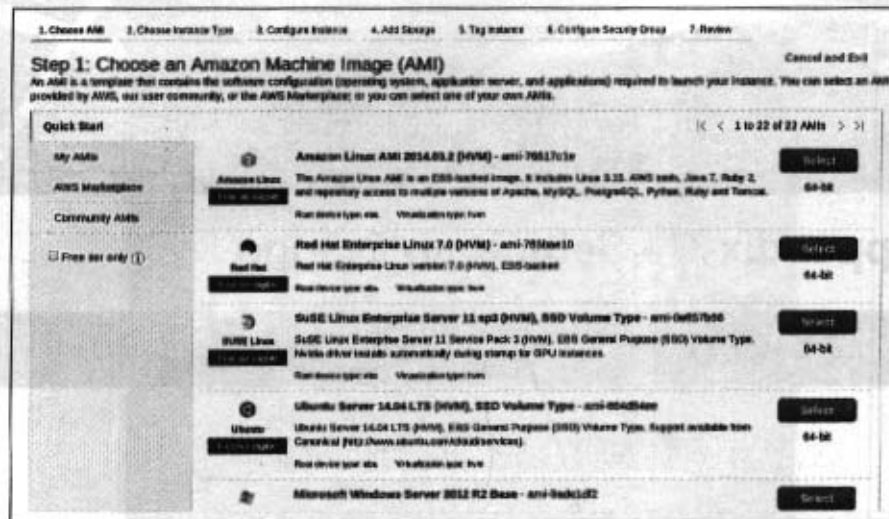 1. Choose AMI 2. Choose Instance Type 3. Configure Instance 4. Add Storage 5. Tag Instance 6. Configure Security Group 7. Review
Step 1: Choose an Amazon Machine Image (AMI)
Cancel and Exit
An AMI is a template that contains the software configuration (operating system, application server, and applications) required to launch your instance. You can select an AMI
provided by AWS, our user community, or the AWS Marketplace; or you can select one of your own AMIs.
Quick Start
1 to 22 of 22 AMIs
My AMIs
AWS Marketplace
Community AMIs
Free tier only
Amazon Linux
Amazon Linux AMI 2014.03.2 (HVM) -
The Amazon Linux AMI is an EBS-backed image. It includes Linux 3.10, AWS tools, Java 7, Ruby 2,
and repository access to multiple versions of Apache, MySQL, PostgreSQL, Python, Ruby and Tomcat.
Root device type: ebs Virtualization type: hvm
Select
64-bit
Red Hat
Red Hat Enterprise Linux 7.0 (HVM) -
Red Hat Enterprise Linux version 7.0 (HVM), EBS-backed
Root device type: ebs Virtualization type: hvm
Select
64-bit
SUSE Linux
SuSE Linux Enterprise Server 11 sp3 (HVM), SSD Volume Type -
SuSE Linux Enterprise Server 11 Service Pack 3 (HVM), EBS General Purpose (SSD) Volume Type.
Nvidia driver installs automatically during startup for GPU instances.
Root device type: ebs Virtualization type: hvm
Select
64-bit
Ubuntu
Ubuntu Server 14.04 LTS (HVM), SSD Volume Type -
Ubuntu Server 14.04 LTS (HVM), EBS General Purpose (SSD) Volume Type. Support available from
Canonical (http://www.ubuntu.com/cloud/services).
Root device type: ebs Virtualization type: hvm
Select
64-bit
Microsoft Windows Server 2012 R2 Base -
Select